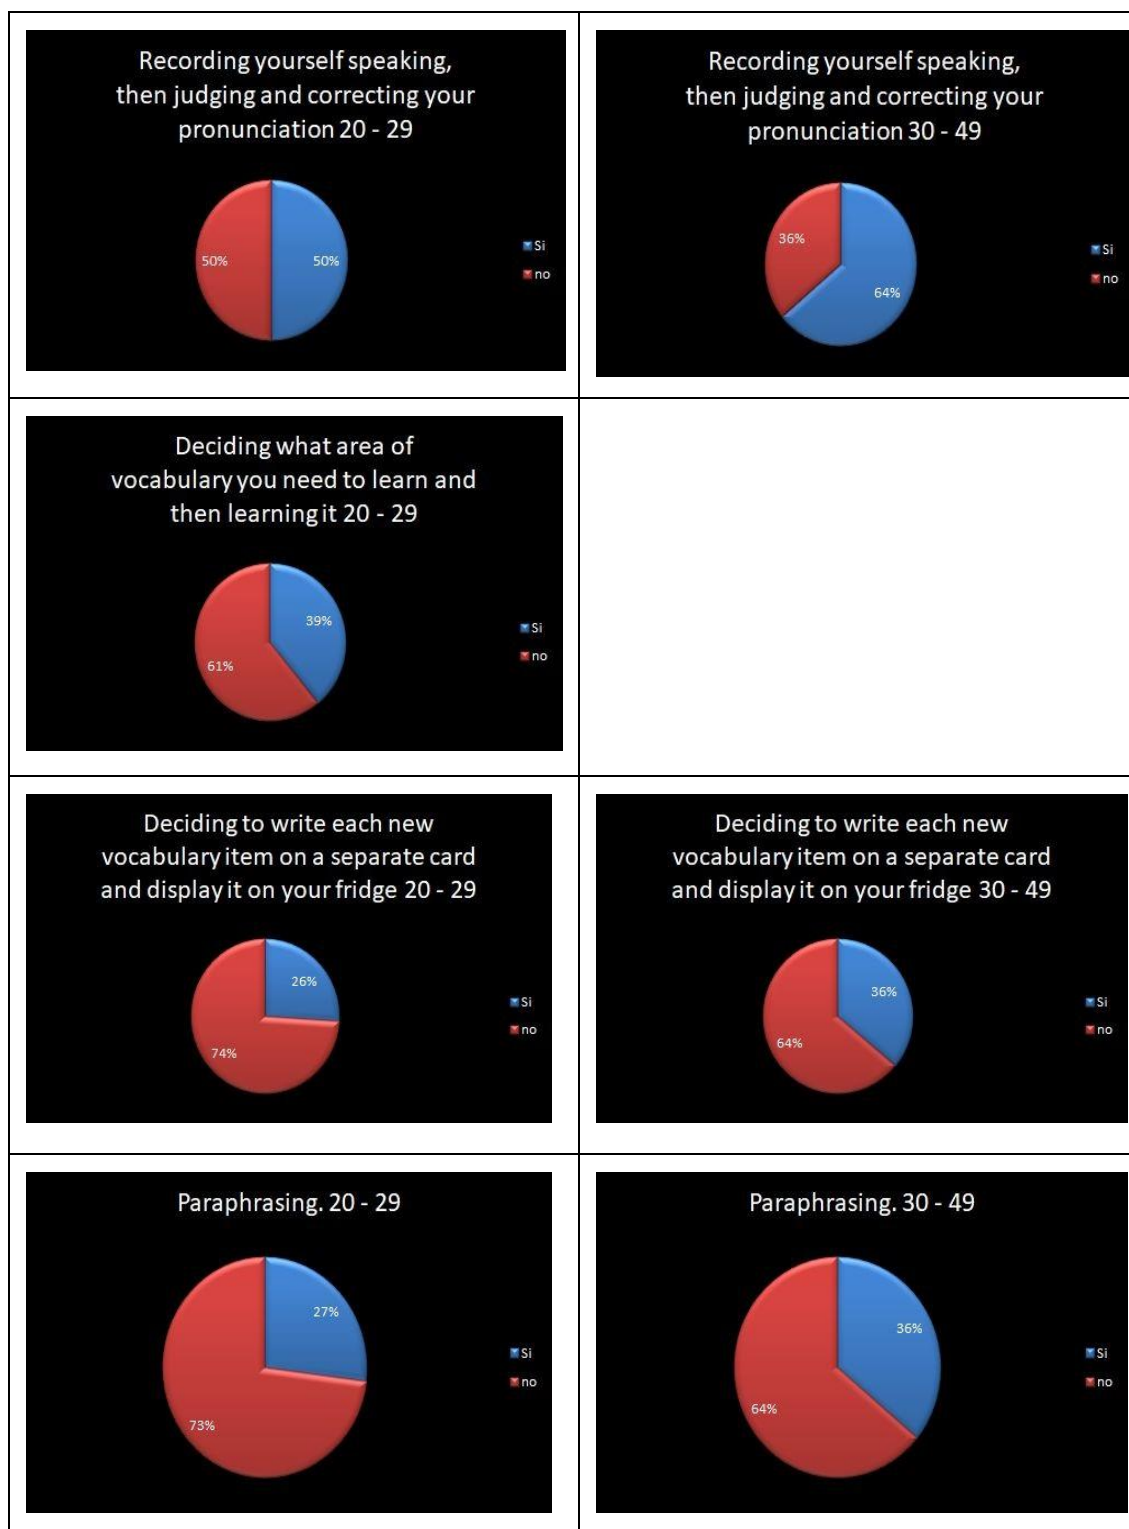 Recording yourself speaking,
then judging and correcting your
pronunciation 20 - 29
50%
50%
Si
no
Recording yourself speaking,
then judging and correcting your
pronunciation 30 - 49
36%
64%
Si
no
Deciding what area of
vocabulary you need to learn and
then learning it 20 - 29
39%
61%
Si
no
Deciding to write each new
vocabulary item on a separate card
and display it on your fridge 20 - 29
26%
74%
Si
no
Deciding to write each new
vocabulary item on a separate card
and display it on your fridge 30 - 49
36%
64%
Si
no
Paraphrasing. 20 - 29
27%
73%
Si
no
Paraphrasing. 30 - 49
36%
64%
Si
no